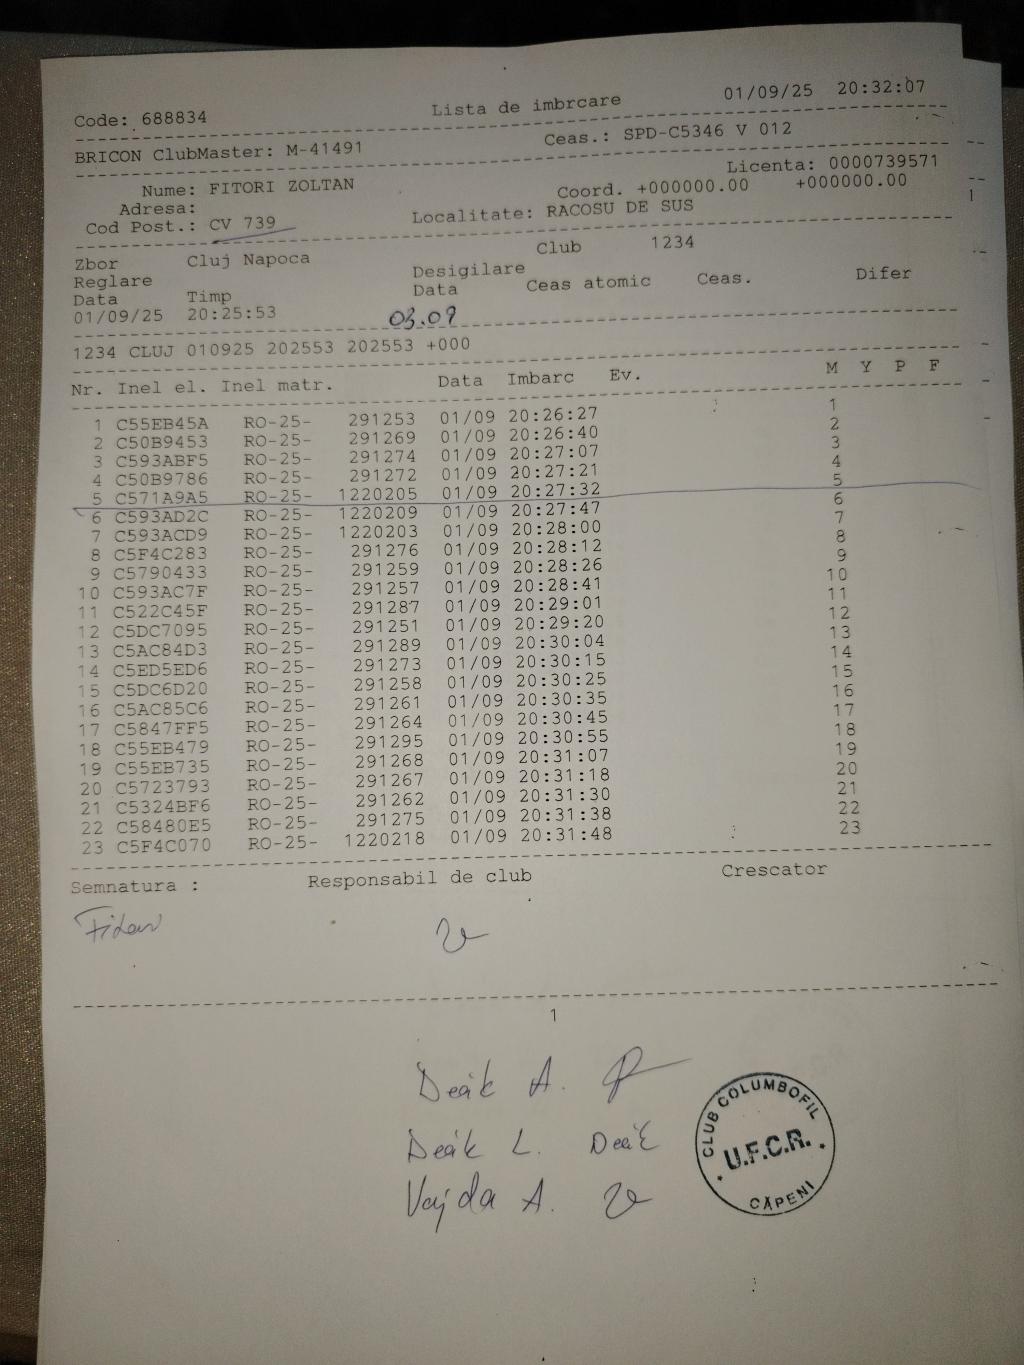 01/09/25 20:32:07
Code: 688834 Lista de imbrcare
BRICON ClubMaster: M-41491 Ceas.: SPD-C5346 V 012
Licenta: 0000739571
Nume: FITORI ZOLTAN Coord. +000000.00 +000000.00
Adresa:
Cod Post.: CV 739 Localitate: RACOSU DE SUS
1
Zbor Cluj Napoca Club 1234
Reglare Desigilare
Data Timp Data Ceas atomic Ceas. Difer
01/09/25 20:25:53 03.09
1234 CLUJ 010925 202553 202553 +000
Nr. Inel el. Inel matr. Data Imbarc Ev. M Y P F
1 C55EB45A RO-25- 291253 01/09 20:26:27 1
2 C50B9453 RO-25- 291269 01/09 20:26:40 2
3 C593ABF5 RO-25- 291274 01/09 20:27:07 3
4 C50B9786 RO-25- 291272 01/09 20:27:21 4
5 C571A9A5 RO-25- 1220205 01/09 20:27:32 5
6 C593AD2C RO-25- 1220209 01/09 20:27:47 6
7 C593ACD9 RO-25- 1220203 01/09 20:28:00 7
8 C5F4C283 RO-25- 291276 01/09 20:28:12 8
9 C5790433 RO-25- 291259 01/09 20:28:26 9
10 C593AC7F RO-25- 291257 01/09 20:28:41 10
11 C522C45F RO-25- 291287 01/09 20:29:01 11
12 C5DC7095 RO-25- 291251 01/09 20:29:20 12
13 C5AC84D3 RO-25- 291289 01/09 20:30:04 13
14 C5ED5ED6 RO-25- 291273 01/09 20:30:15 14
15 C5DC6D20 RO-25- 291258 01/09 20:30:25 15
16 C5AC85C6 RO-25- 291261 01/09 20:30:35 16
17 C5847FF5 RO-25- 291264 01/09 20:30:45 17
18 C55EB479 RO-25- 291295 01/09 20:30:55 18
19 C55EB735 RO-25- 291268 01/09 20:31:07 19
20 C5723793 RO-25- 291267 01/09 20:31:18 20
21 C5324BF6 RO-25- 291262 01/09 20:31:30 21
22 C58480E5 RO-25- 291275 01/09 20:31:38 22
23 C5F4C070 RO-25- 1220218 01/09 20:31:48 23
Semnatura : Responsabil de club Crescator
1
Deák A.
Deák L. Deák
Vajda A.
CLUB COLUMBOFIL
U.F.C.R.
CĂPENI